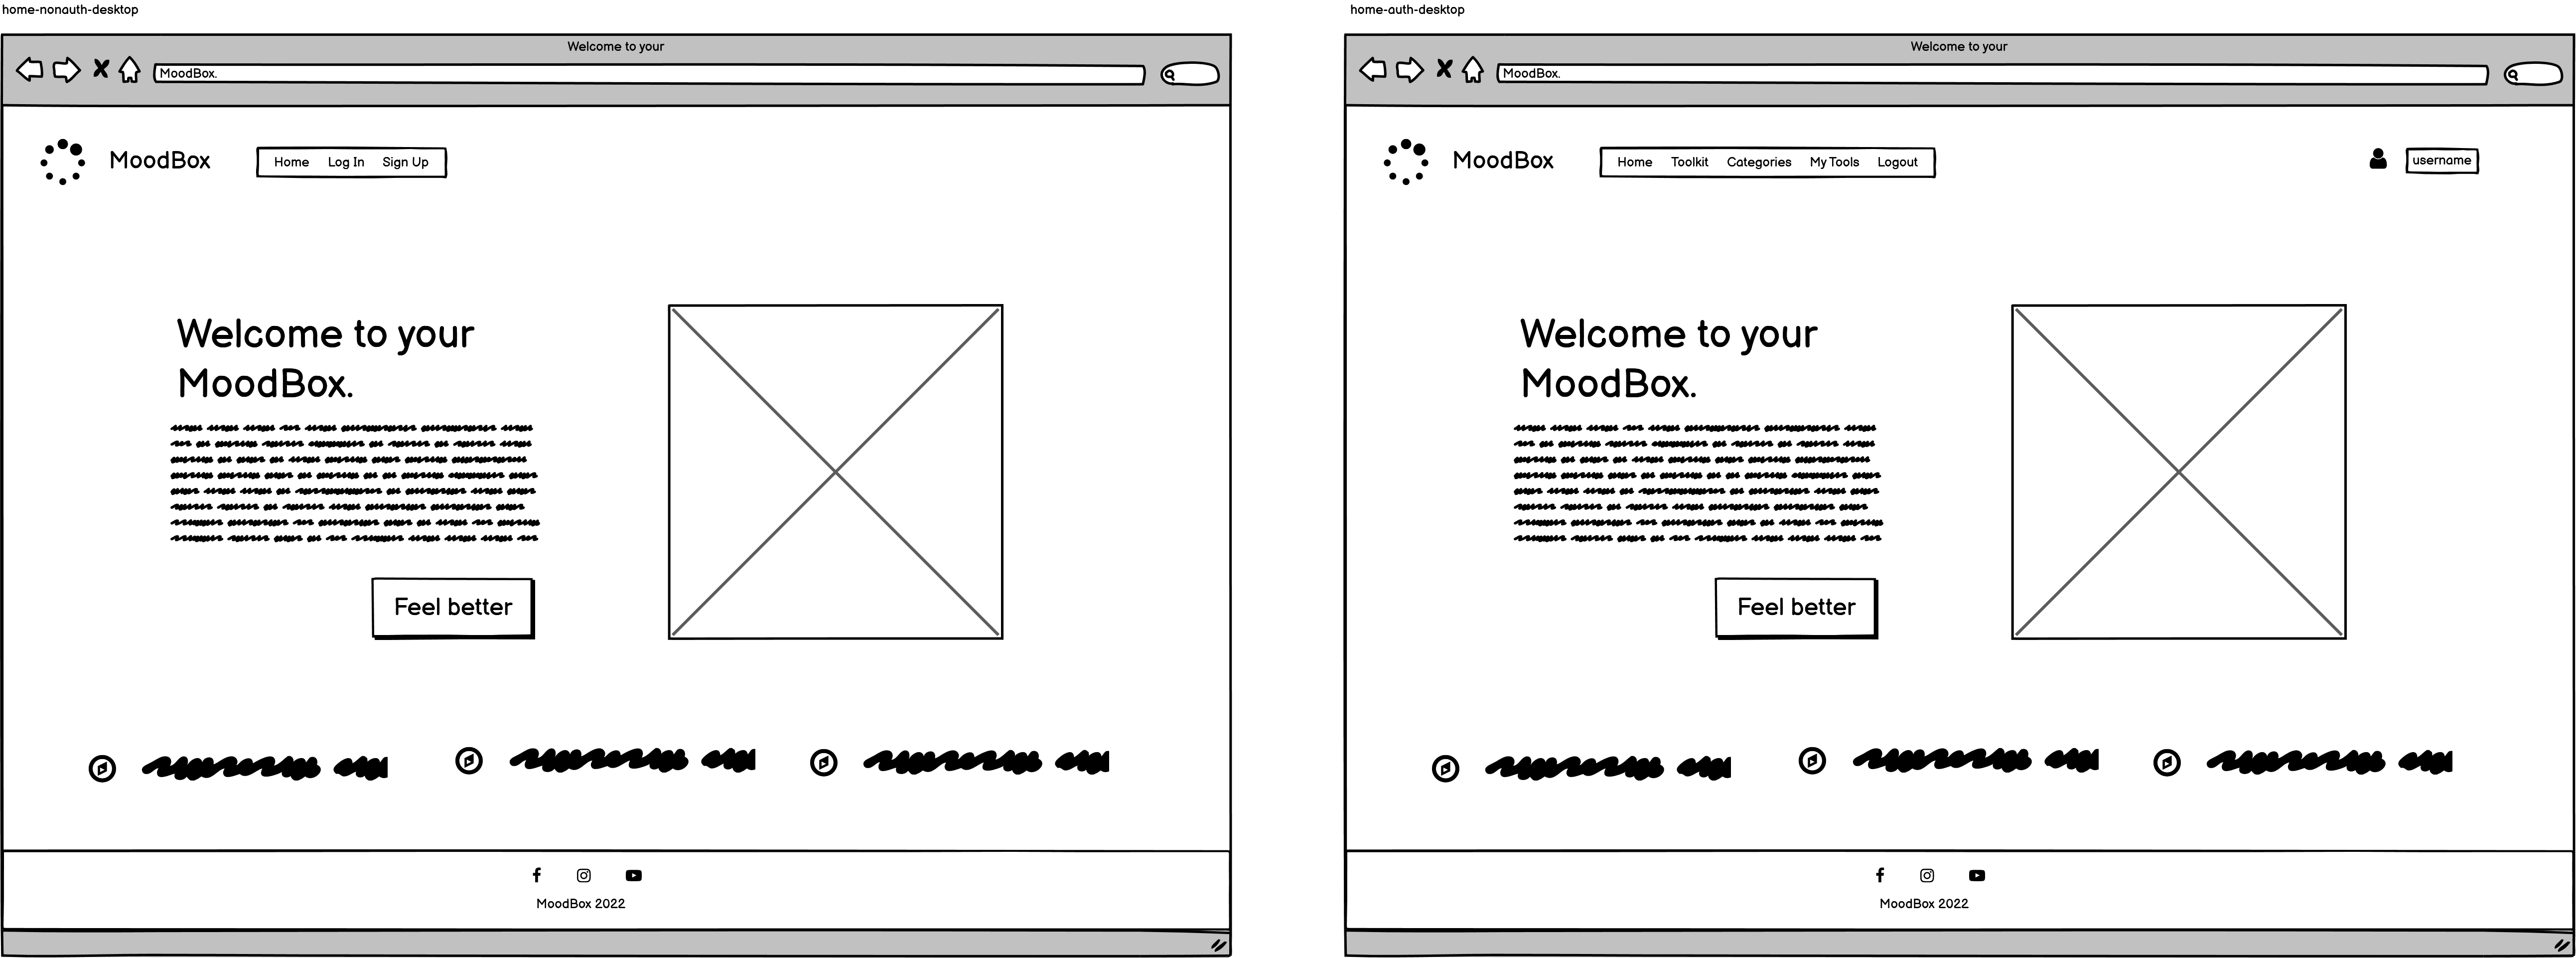 home-nonauth-desktop
Welcome to your
MoodBox.
MoodBox
Home Log In Sign Up
Welcome to your
MoodBox.
Feel better
MoodBox 2022
home-auth-desktop
Welcome to your
MoodBox.
MoodBox
Home Toolkit Categories My Tools Logout
username
Welcome to your
MoodBox.
Feel better
MoodBox 2022